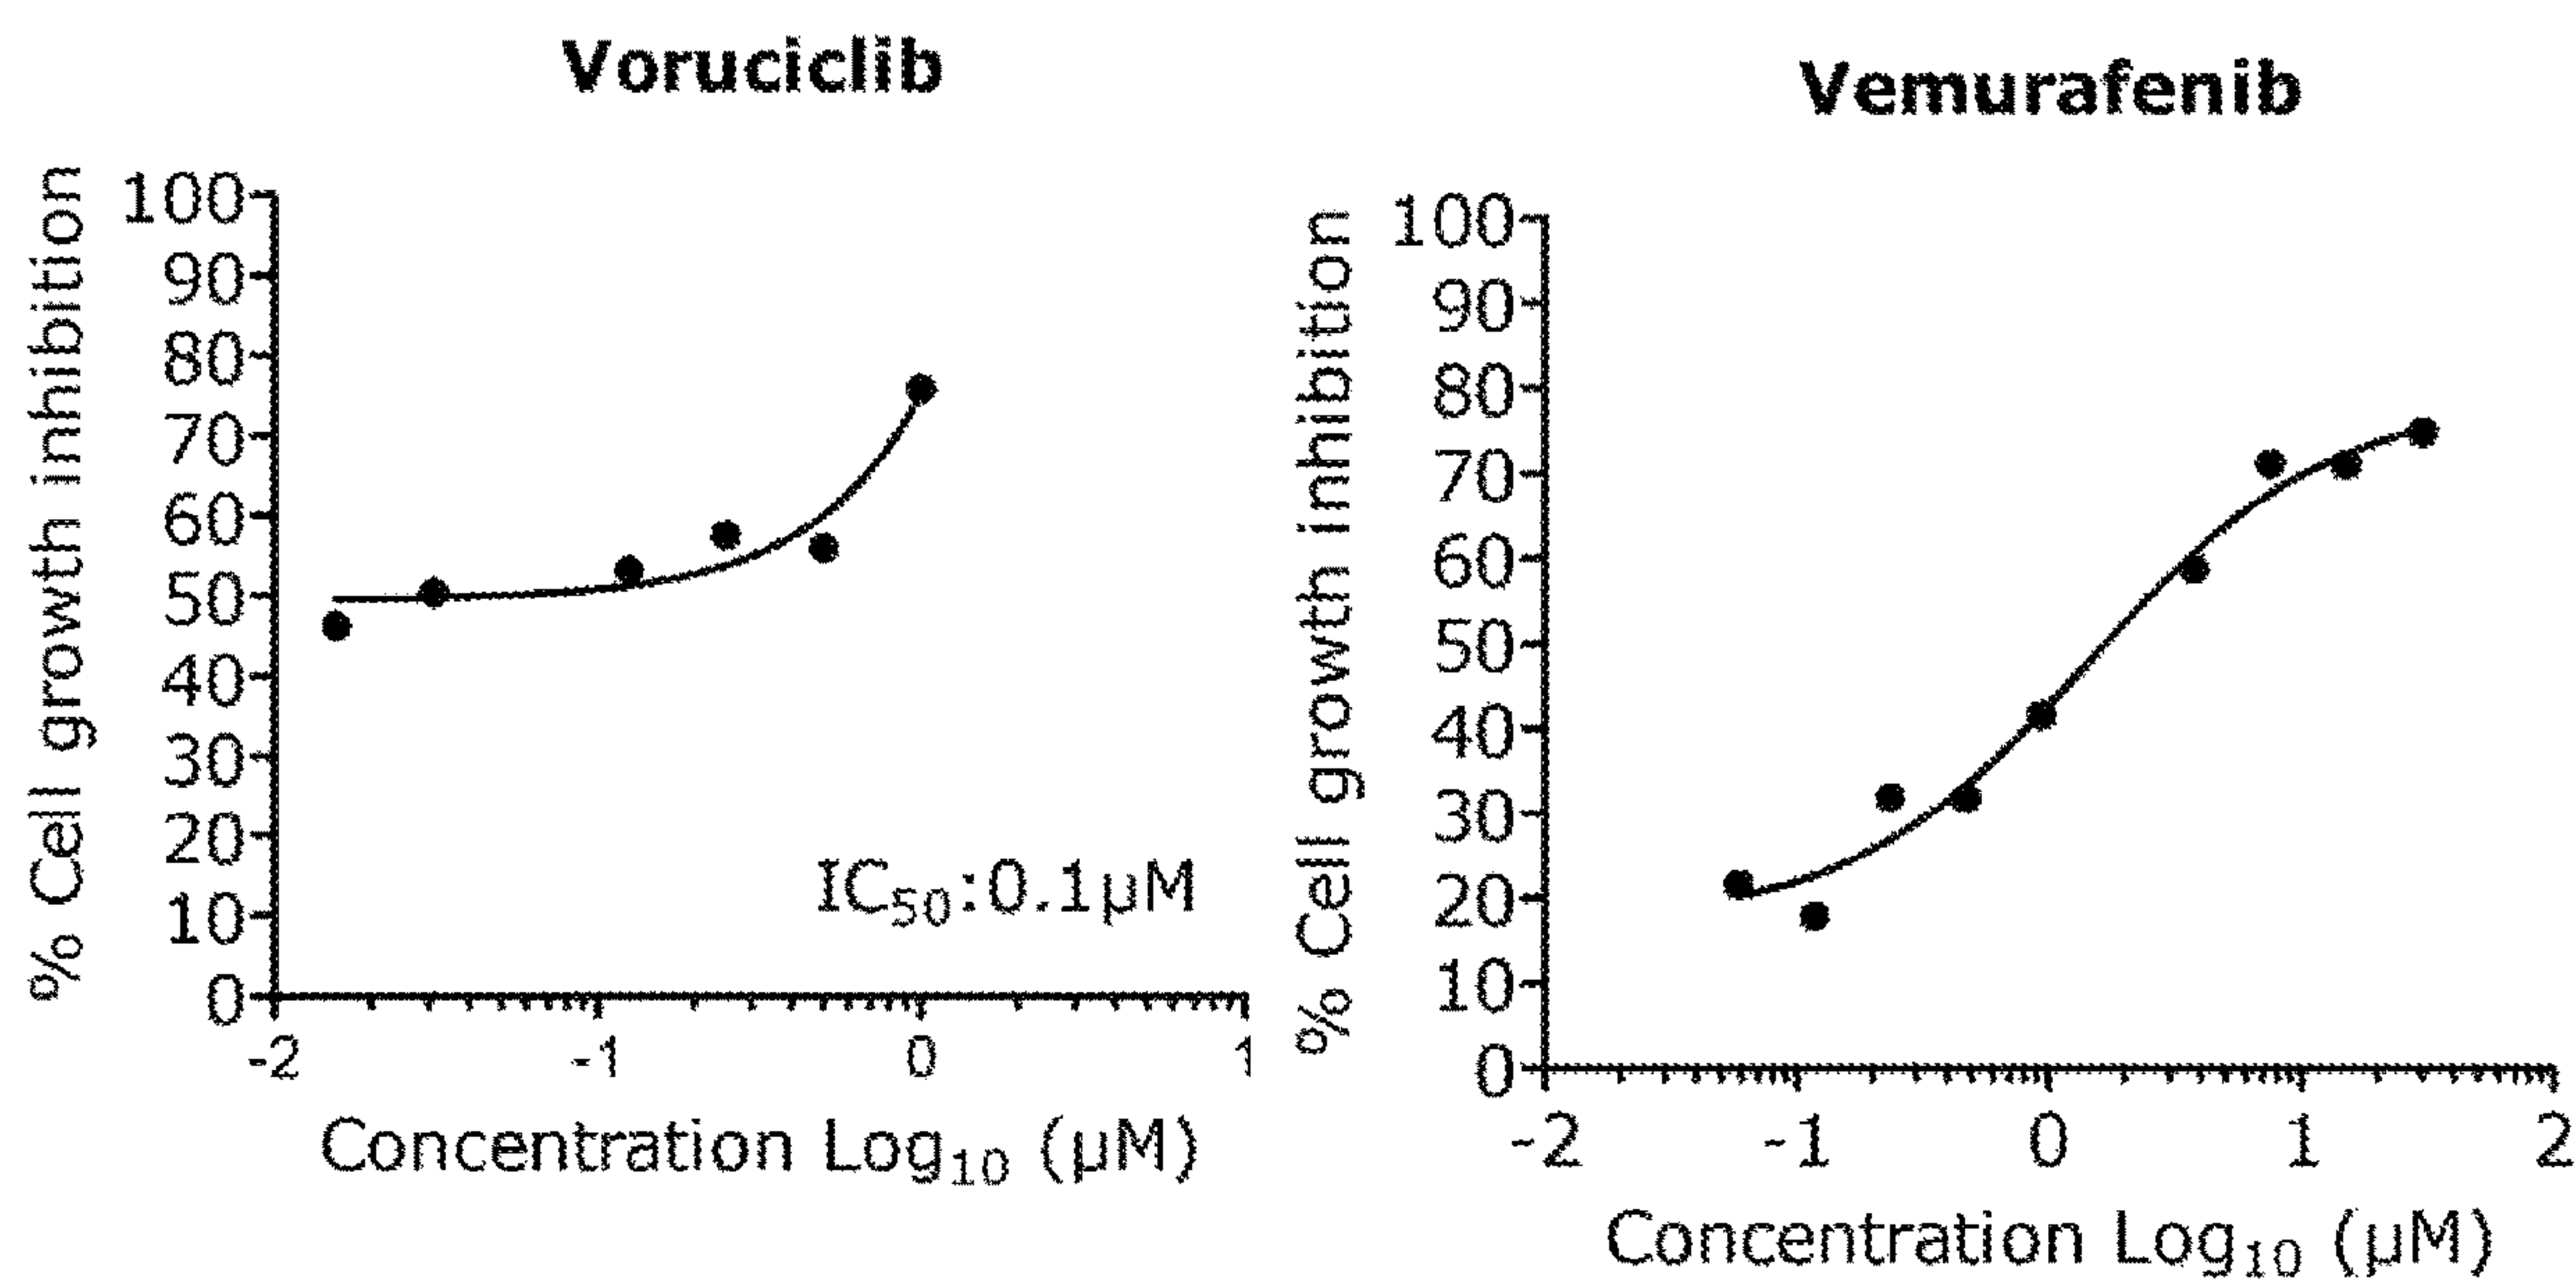 Voruciclib
% Cell growth inhibition
100
90
80
70
60
50
40
30
20
10
0
IC50:0.1µM
-2 -1 0 1
Concentration Log10 (µM)
Vemurafenib
% Cell growth inhibition
100
90
80
70
60
50
40
30
20
10
0
-2 -1 0 1 2
Concentration Log10 (µM)